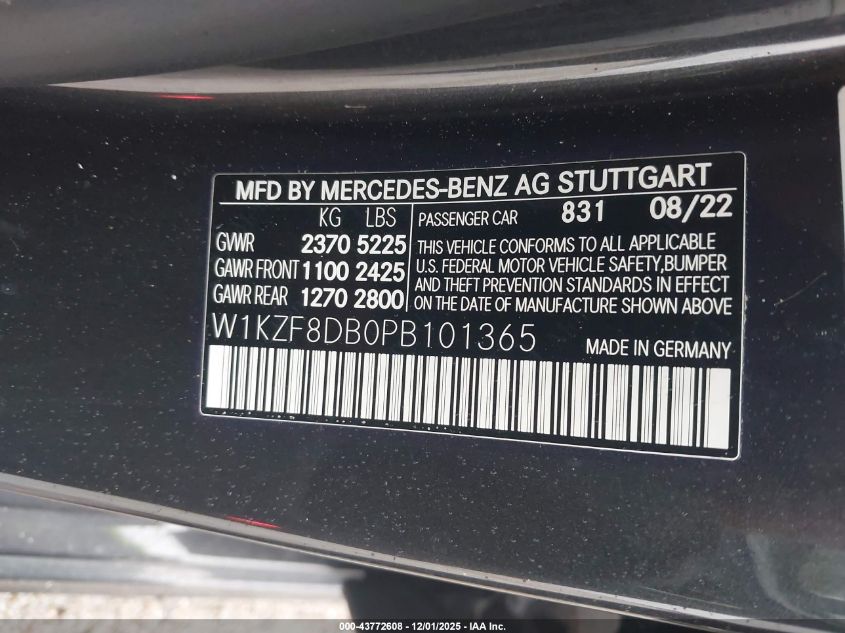 MFD BY MERCEDES-BENZ AG STUTTGART
KG LBS PASSENGER CAR 831 08/22
GVWR 2370 5225 THIS VEHICLE CONFORMS TO ALL APPLICABLE
GAWR FRONT 1100 2425 U.S. FEDERAL MOTOR VEHICLE SAFETY,BUMPER
GAWR REAR 1270 2800 AND THEFT PREVENTION STANDARDS IN EFFECT
ON THE DATE OF MANUFACTURE SHOWN ABOVE
W1KZF8DB0PB101365 MADE IN GERMANY
000-43772608 - 12/01/2025 - IAA Inc.